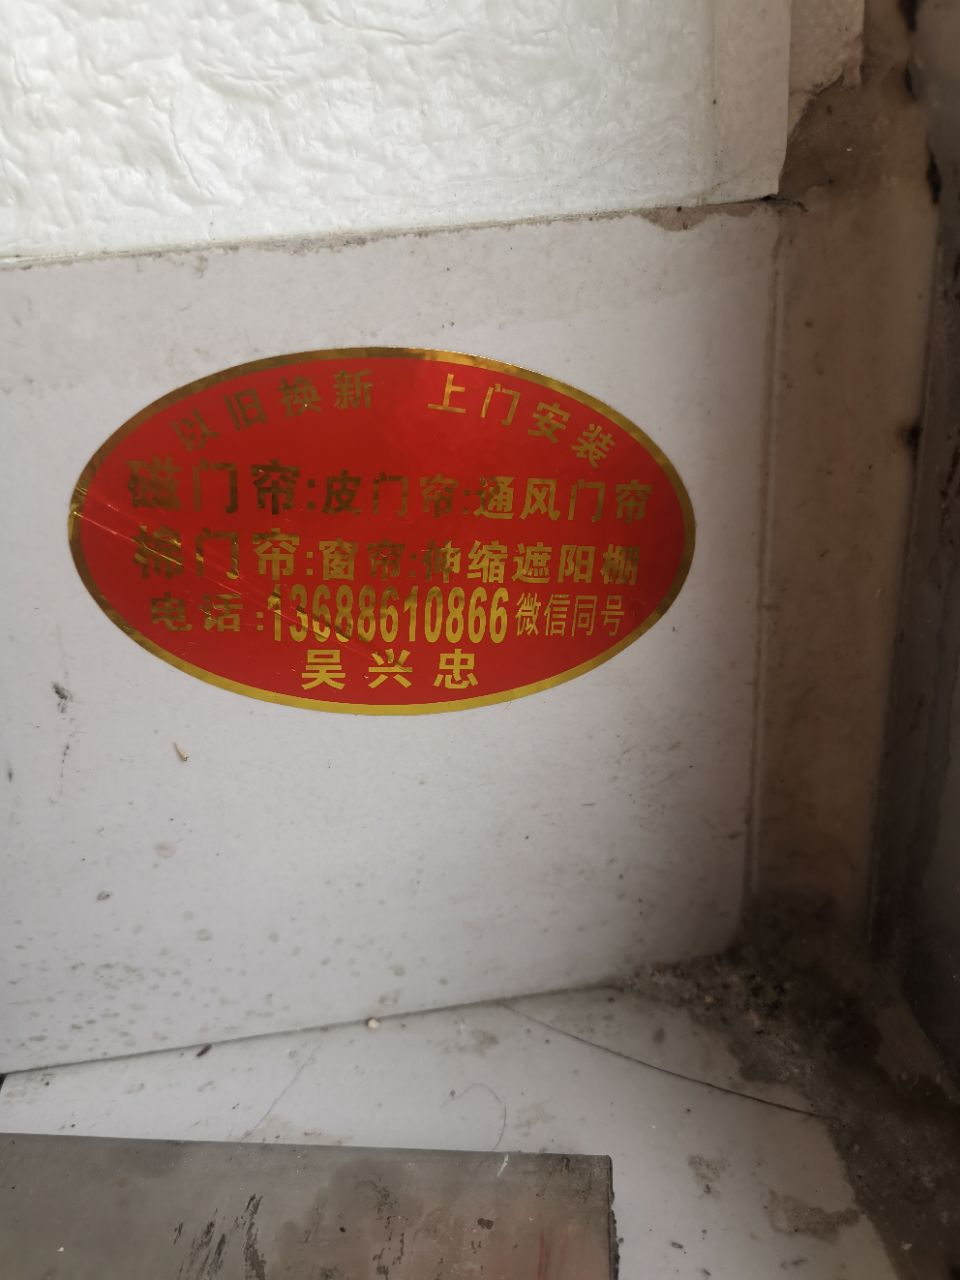 以旧换新 上门安装
磁门帘:皮门帘:通风门帘
棉门帘:窗帘:伸缩遮阳棚
电话:13688610866微信同号
吴兴忠